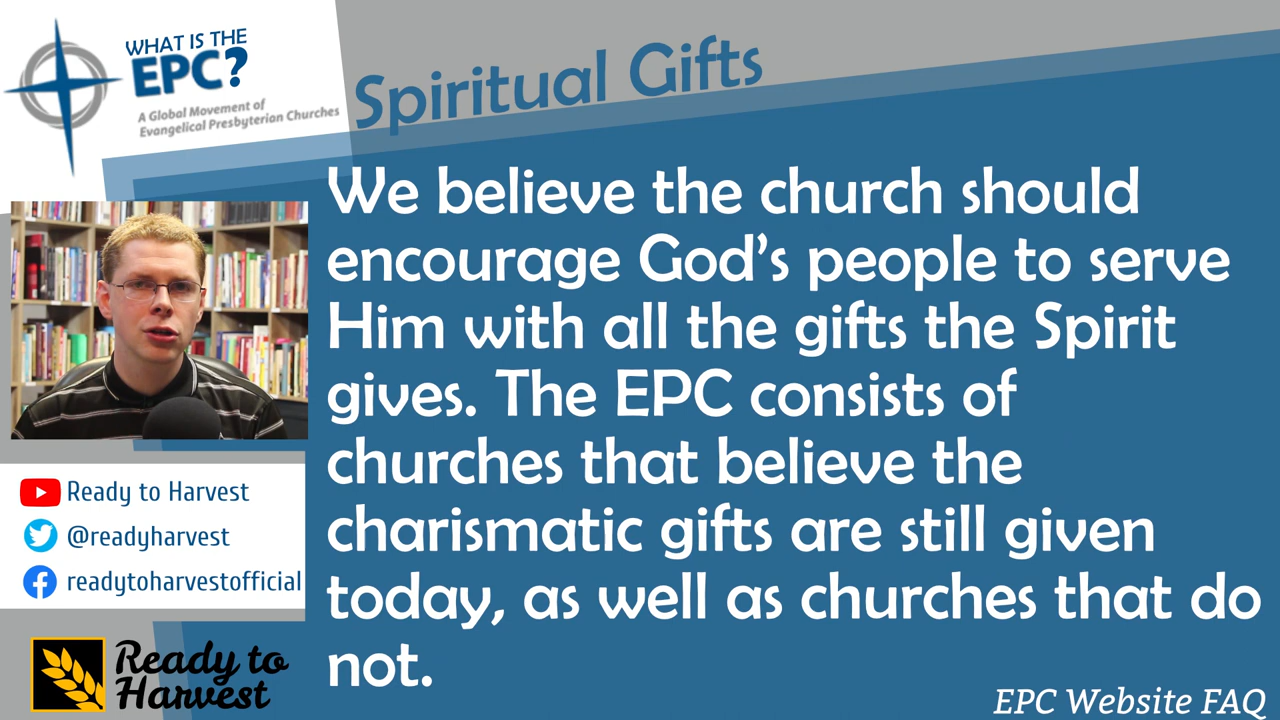 WHAT IS THE
EPC?
A Global Movement of
Evangelical Presbyterian Churches
Spiritual Gifts
We believe the church should
encourage God’s people to serve
Him with all the gifts the Spirit
gives. The EPC consists of
churches that believe the
charismatic gifts are still given
today, as well as churches that do
not.
EPC Website FAQ
Ready to Harvest
@readyharvest
readytoharvestofficial
Ready to
Harvest